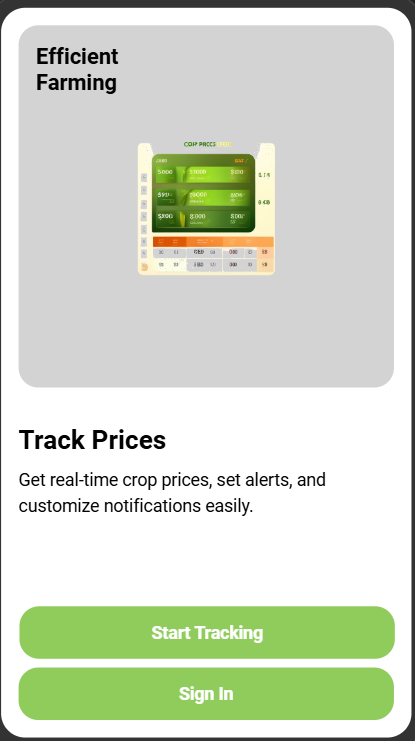 Efficient
Farming
CROP PRICES
Track Prices
Get real-time crop prices, set alerts, and
customize notifications easily.
Start Tracking
Sign In